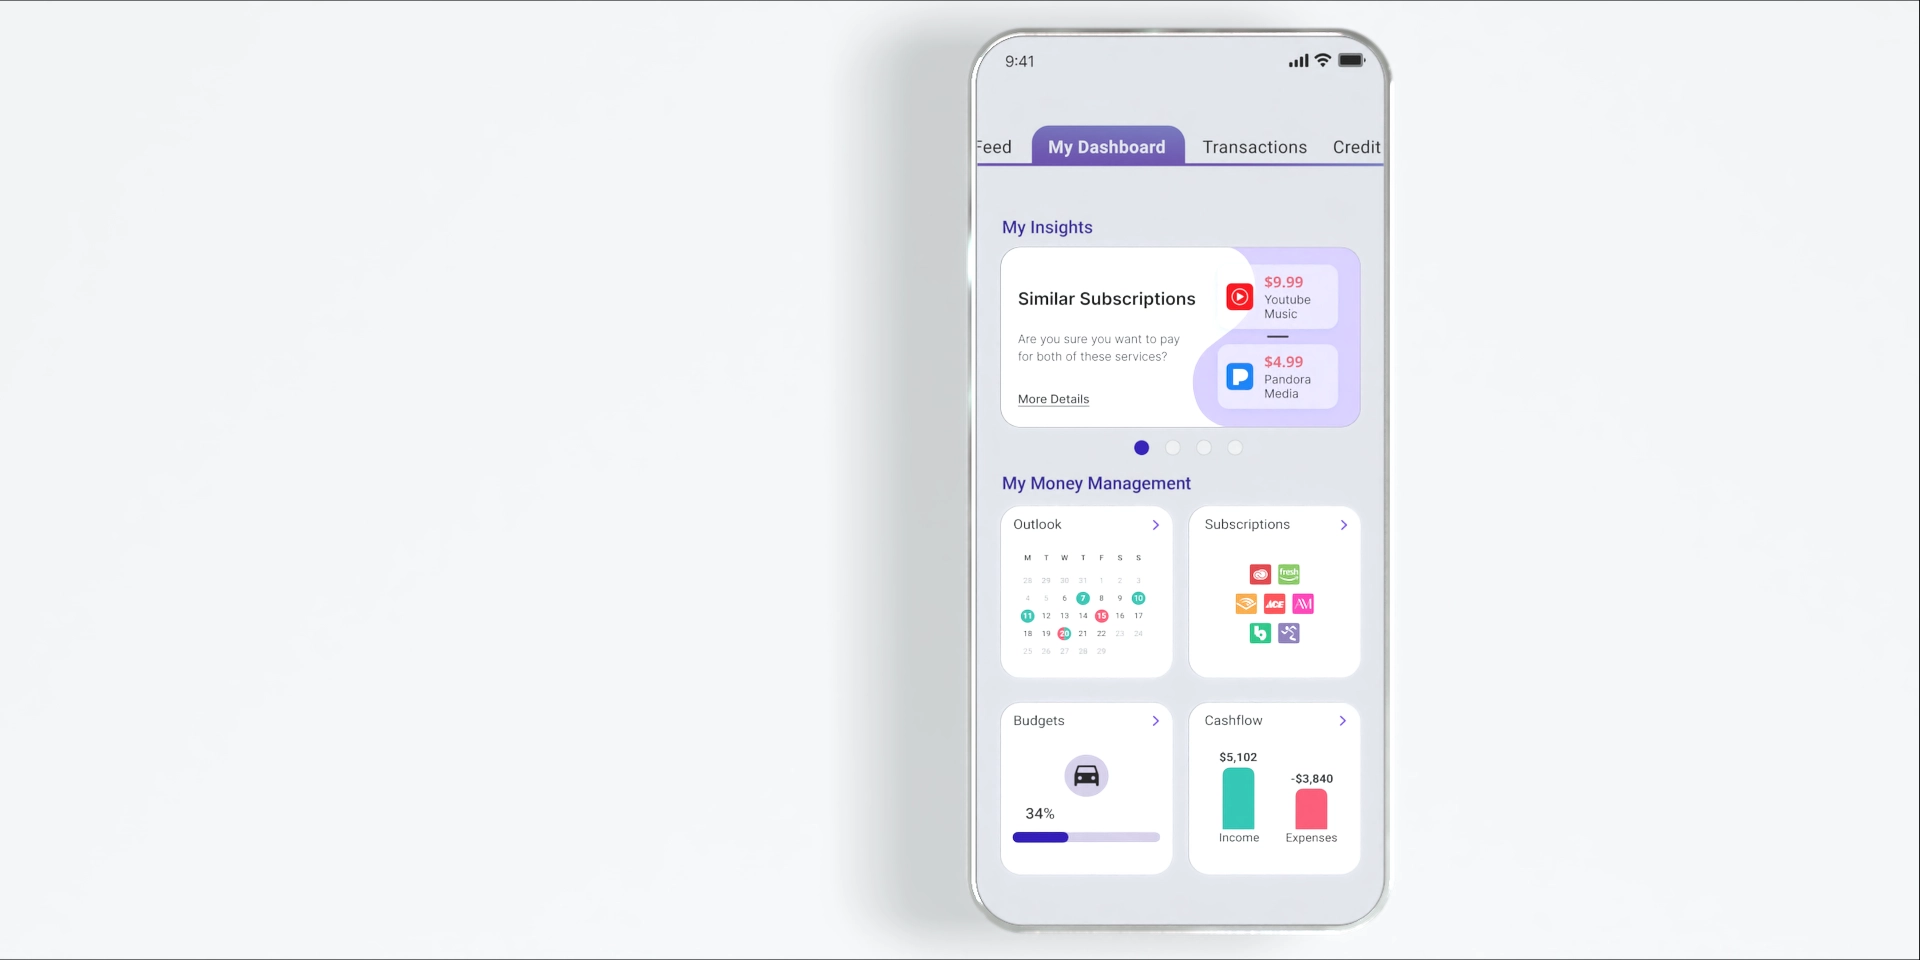 9:41
Feed
My Dashboard
Transactions
Credit
My Insights
Similar Subscriptions
Are you sure you want to pay
for both of these services?
More Details
$9.99
Youtube
Music
$4.99
Pandora
Media
My Money Management
Outlook
M T W T F S S
28 29 30 31 1 2 3
4 5 6 7 8 9 10
11 12 13 14 15 16 17
18 19 20 21 22 23 24
25 26 27 28 29
Subscriptions
fresh
ACE
AM
Budgets
34%
Cashflow
$5,102
-$3,840
Income
Expenses